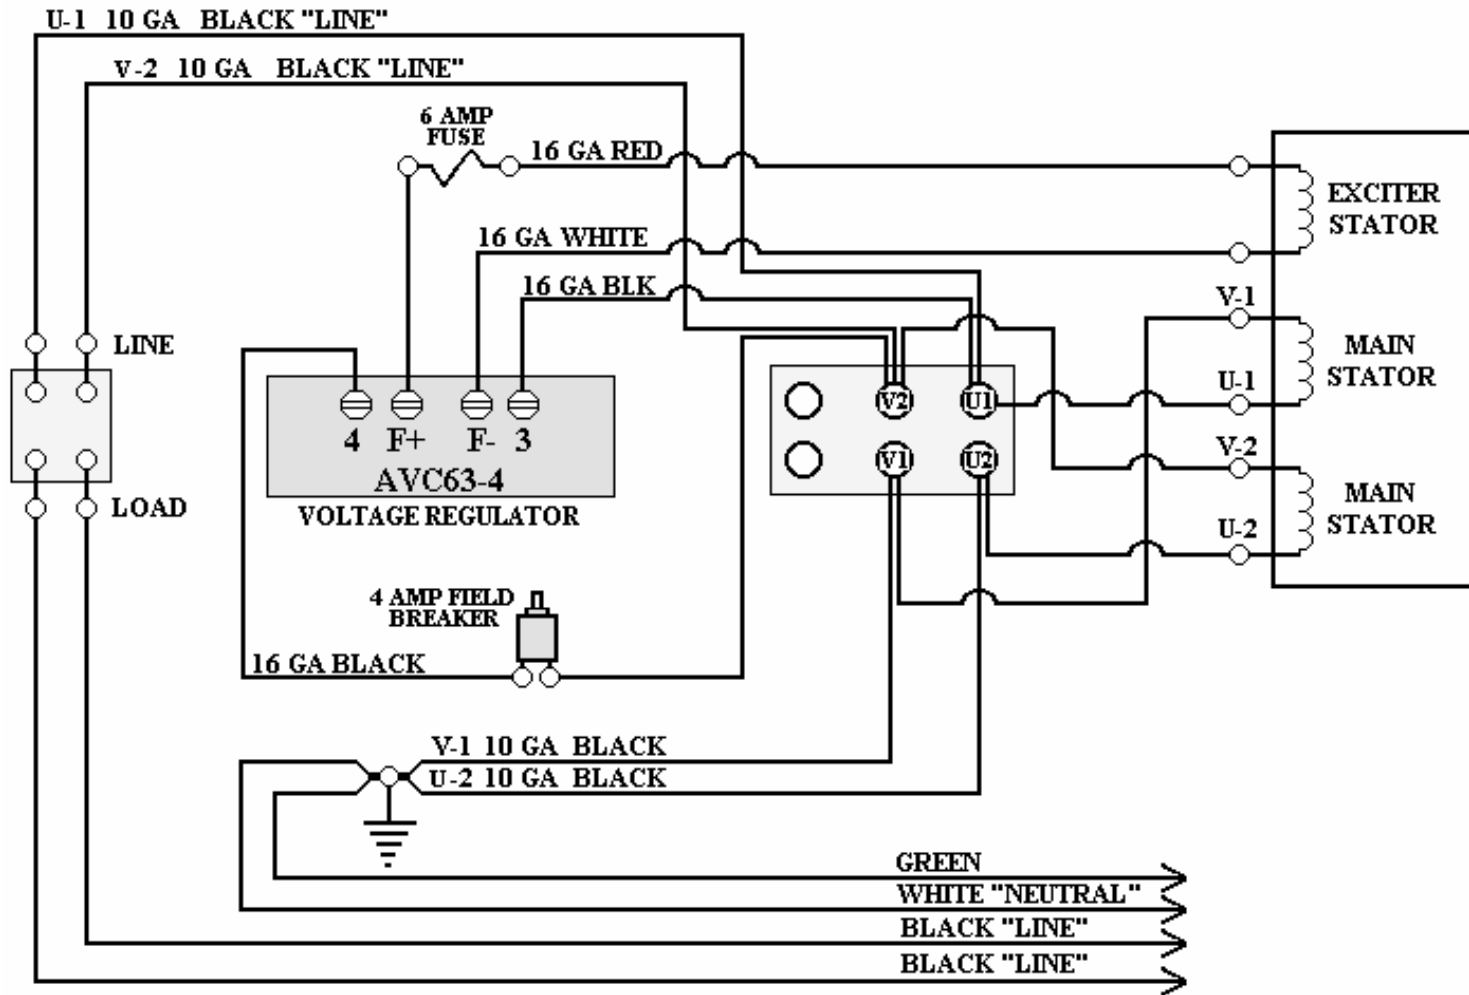 U-1 10 GA BLACK "LINE"
V-2 10 GA BLACK "LINE"
6 AMP
FUSE
16 GA RED
EXCITER
STATOR
16 GA WHITE
16 GA BLK
V-1
LINE
MAIN
STATOR
U-1
V2
U1
4 F+ F- 3
V-2
V1
U2
AVC63-4
MAIN
STATOR
LOAD
VOLTAGE REGULATOR
U-2
4 AMP FIELD
BREAKER
16 GA BLACK
V-1 10 GA BLACK
U-2 10 GA BLACK
GREEN
WHITE "NEUTRAL"
BLACK "LINE"
BLACK "LINE"